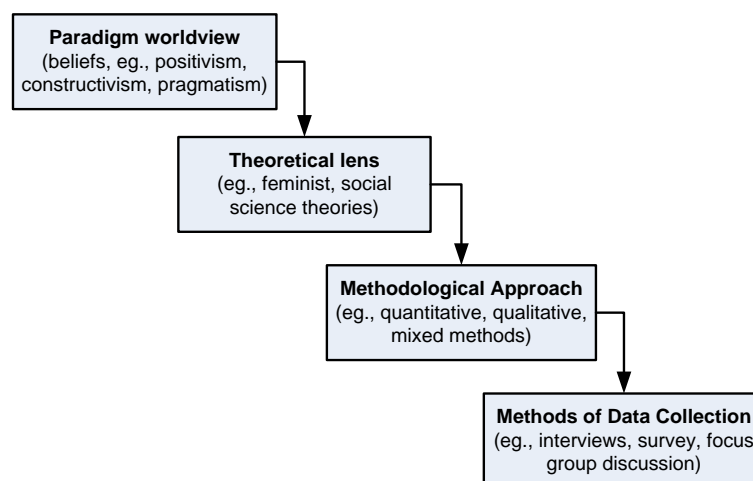 Paradigm worldview
(beliefs, eg., positivism,
constructivism, pragmatism)
Theoretical lens
(eg., feminist, social
science theories)
Methodological Approach
(eg., quantitative, qualitative,
mixed methods)
Methods of Data Collection
(eg., interviews, survey, focus
group discussion)